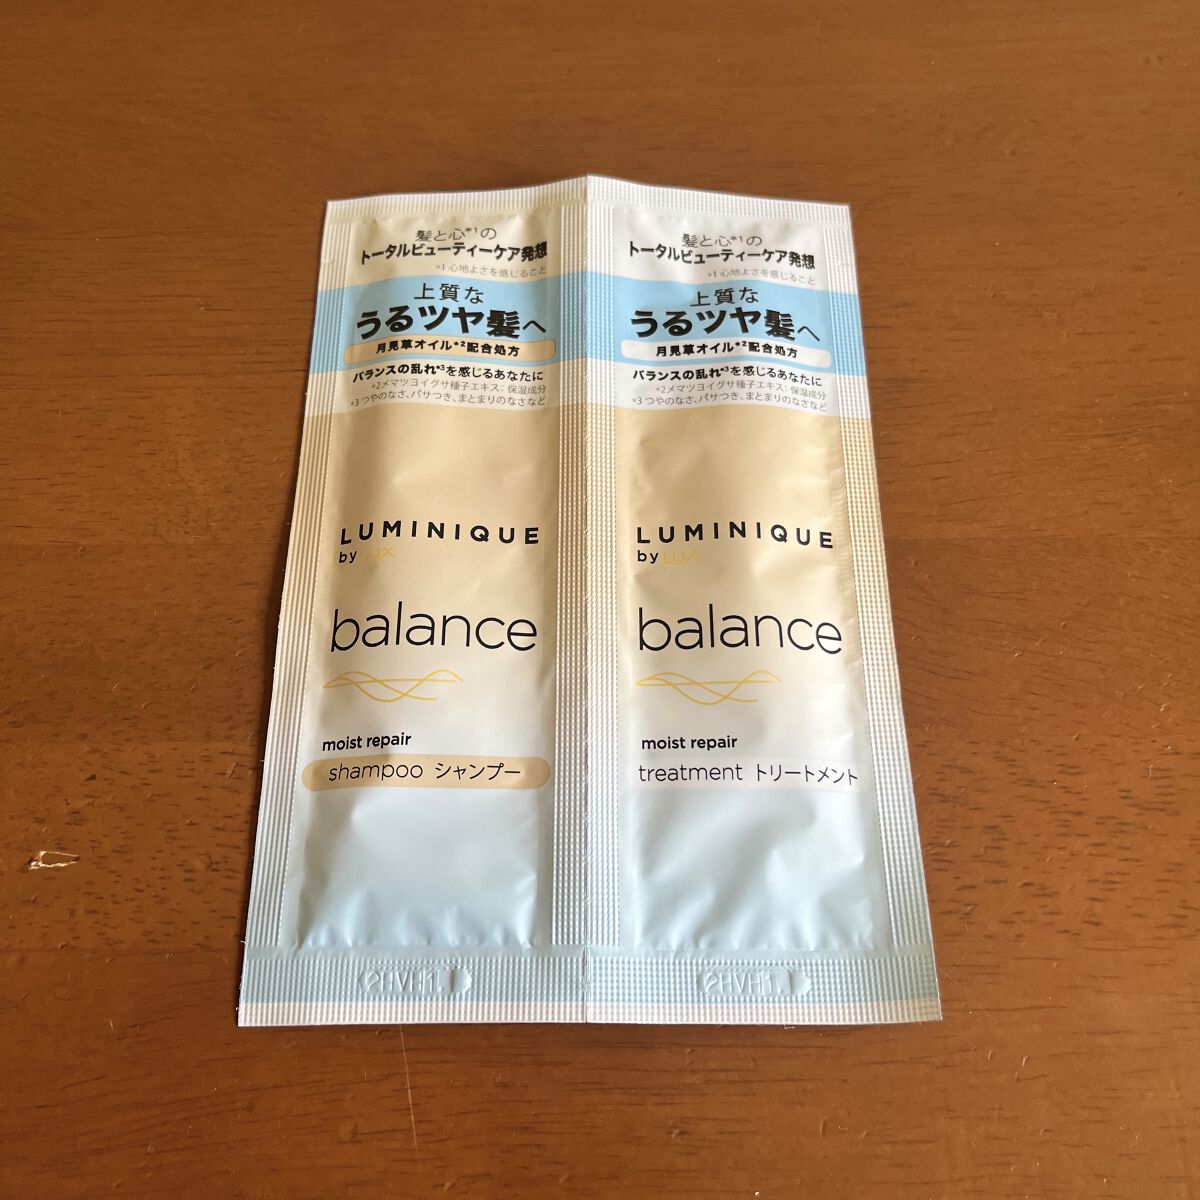 髪と心*1の
トータルビューティーケア発想
*1 心地よさを感じること
上質な
うるツヤ髪へ
月見草オイル*2配合処方
バランスの乱れ*3を感じるあなたに
*2メマツヨイグサ種子エキス：保湿成分
*3 つやのなさ、パサつき、まとまりのなさなど
LUMINIQUE
by LUX
balance
moist repair
shampoo シャンプー
2HVH1
髪と心*1の
トータルビューティーケア発想
*1 心地よさを感じること
上質な
うるツヤ髪へ
月見草オイル*2配合処方
バランスの乱れ*3を感じるあなたに
*2メマツヨイグサ種子エキス：保湿成分
*3 つやのなさ、パサつき、まとまりのなさなど
LUMINIQUE
by LUX
balance
moist repair
treatment トリートメント
2HVH1